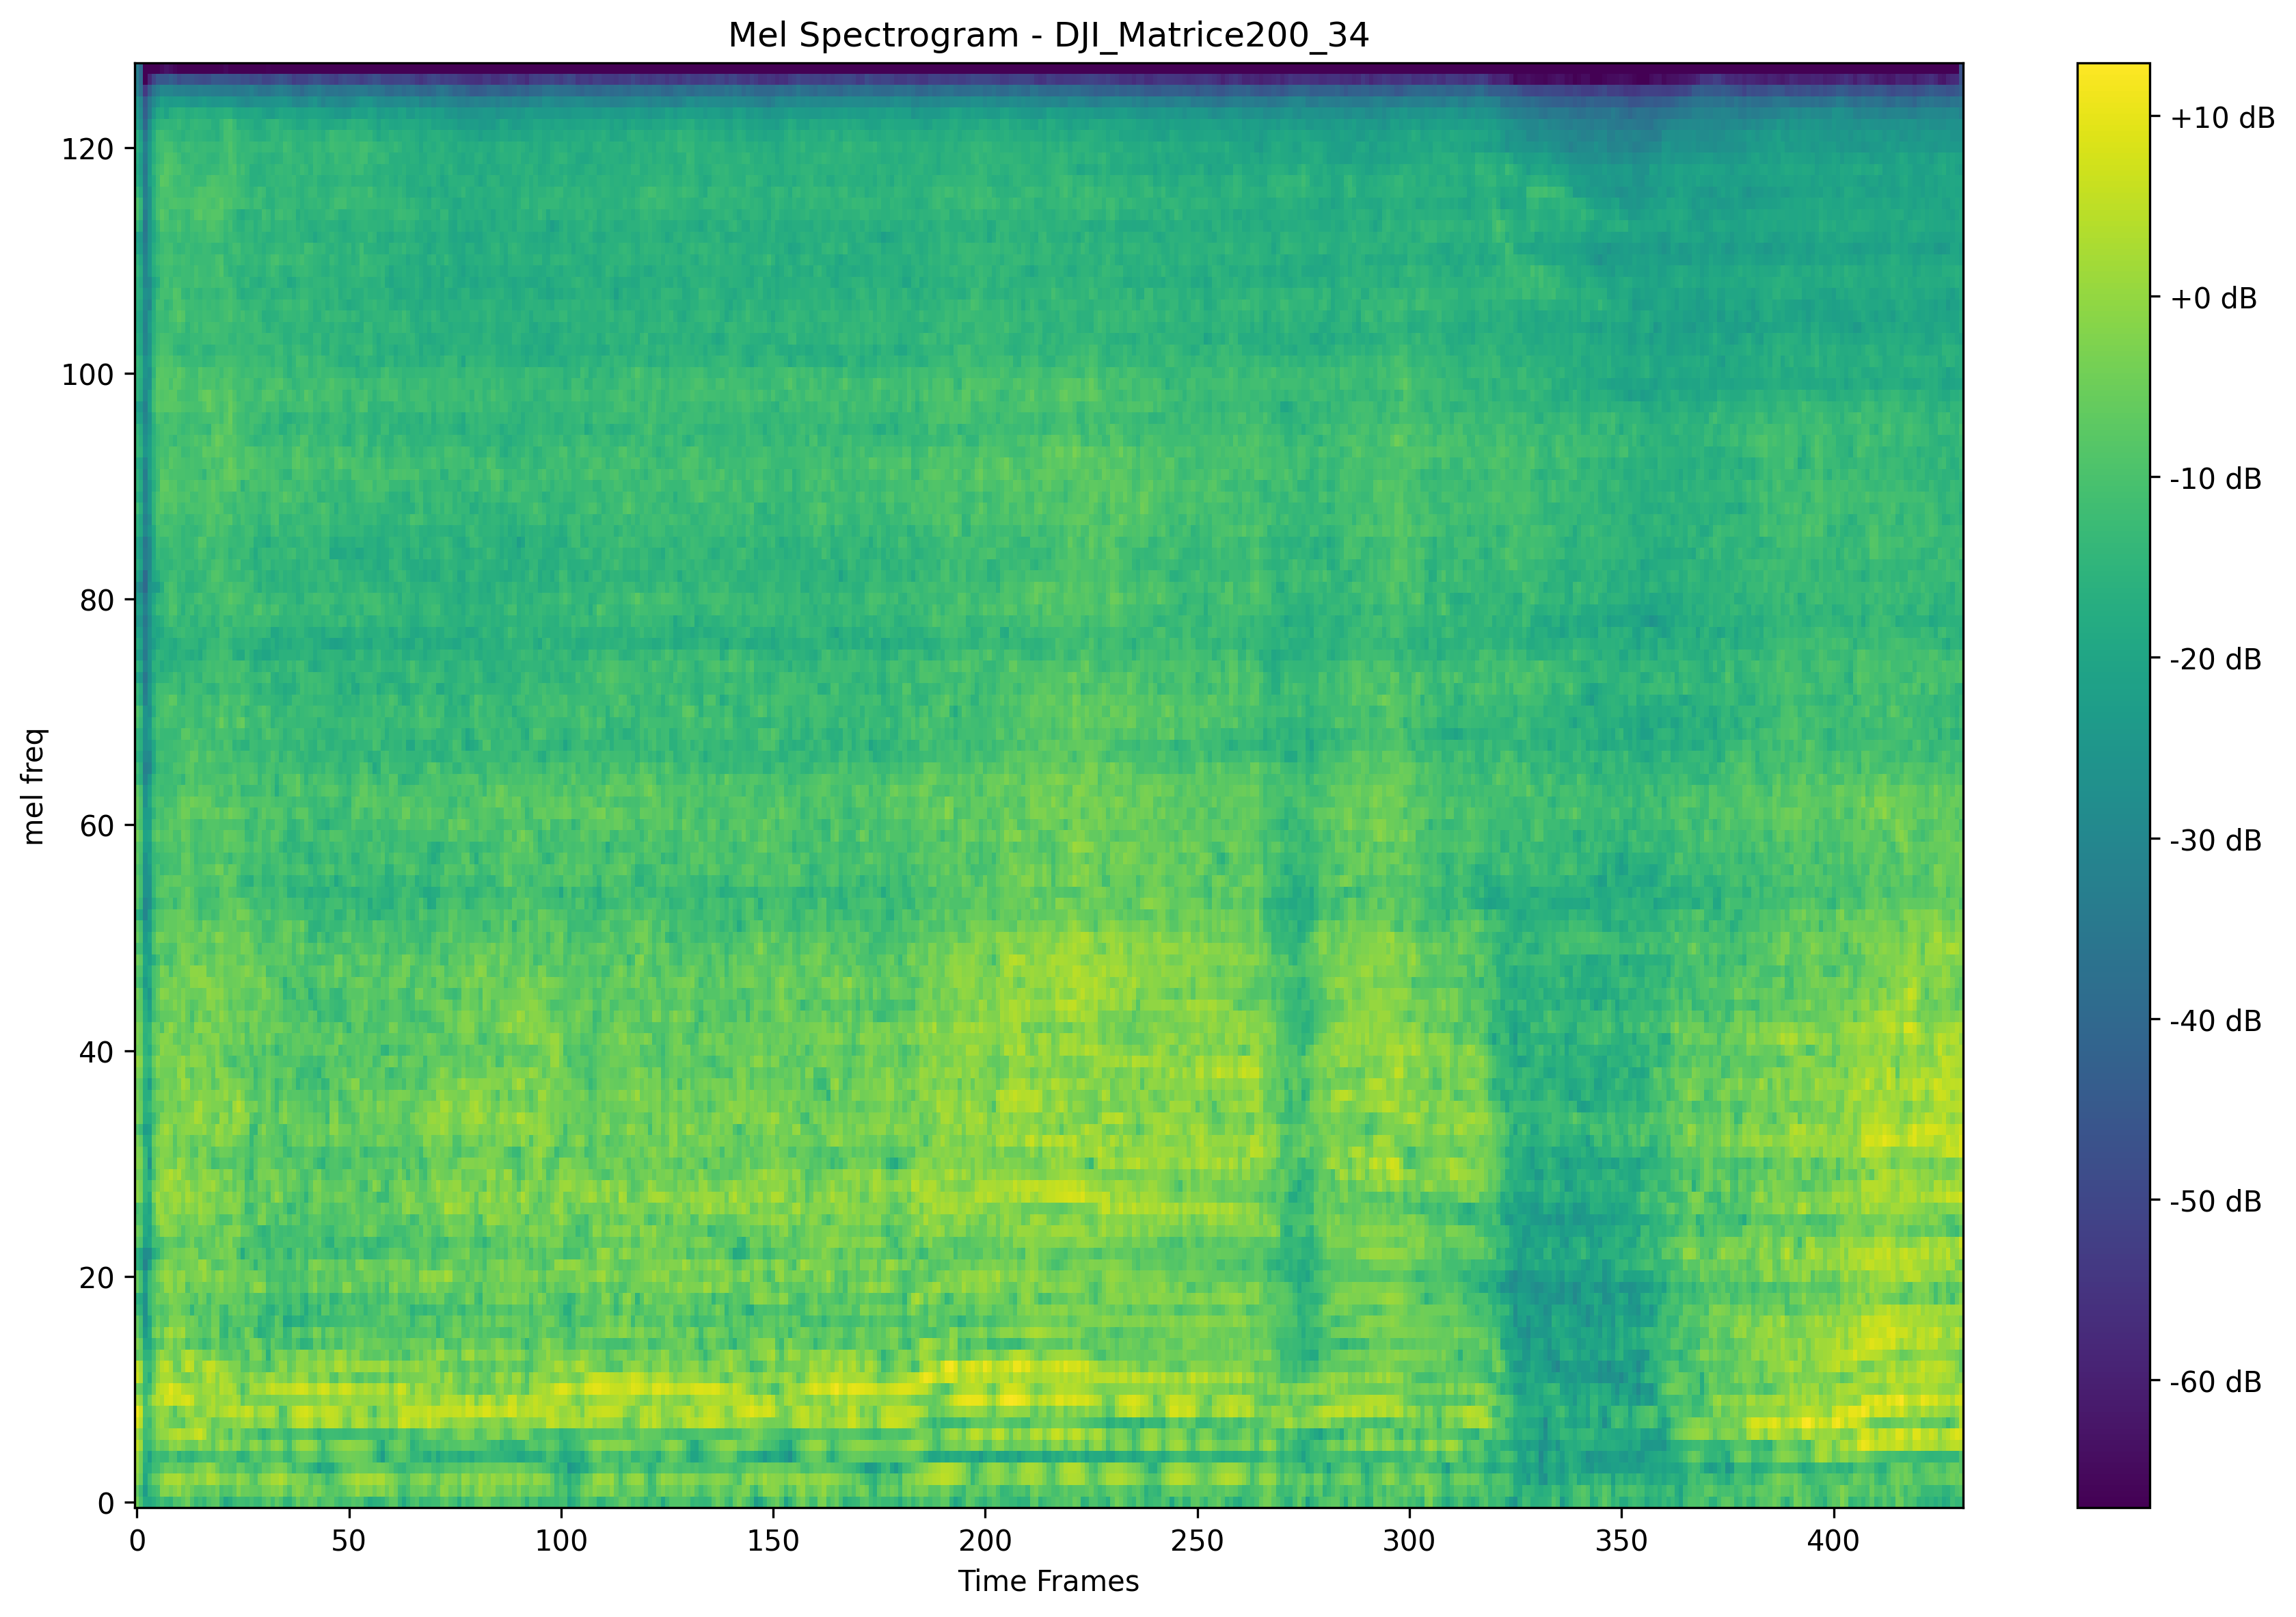 Mel Spectrogram - DJI_Matrice200_34
mel freq
120
100
80
60
40
20
0
0 50 100 150 200 250 300 350 400
Time Frames
+10 dB
+0 dB
-10 dB
-20 dB
-30 dB
-40 dB
-50 dB
-60 dB